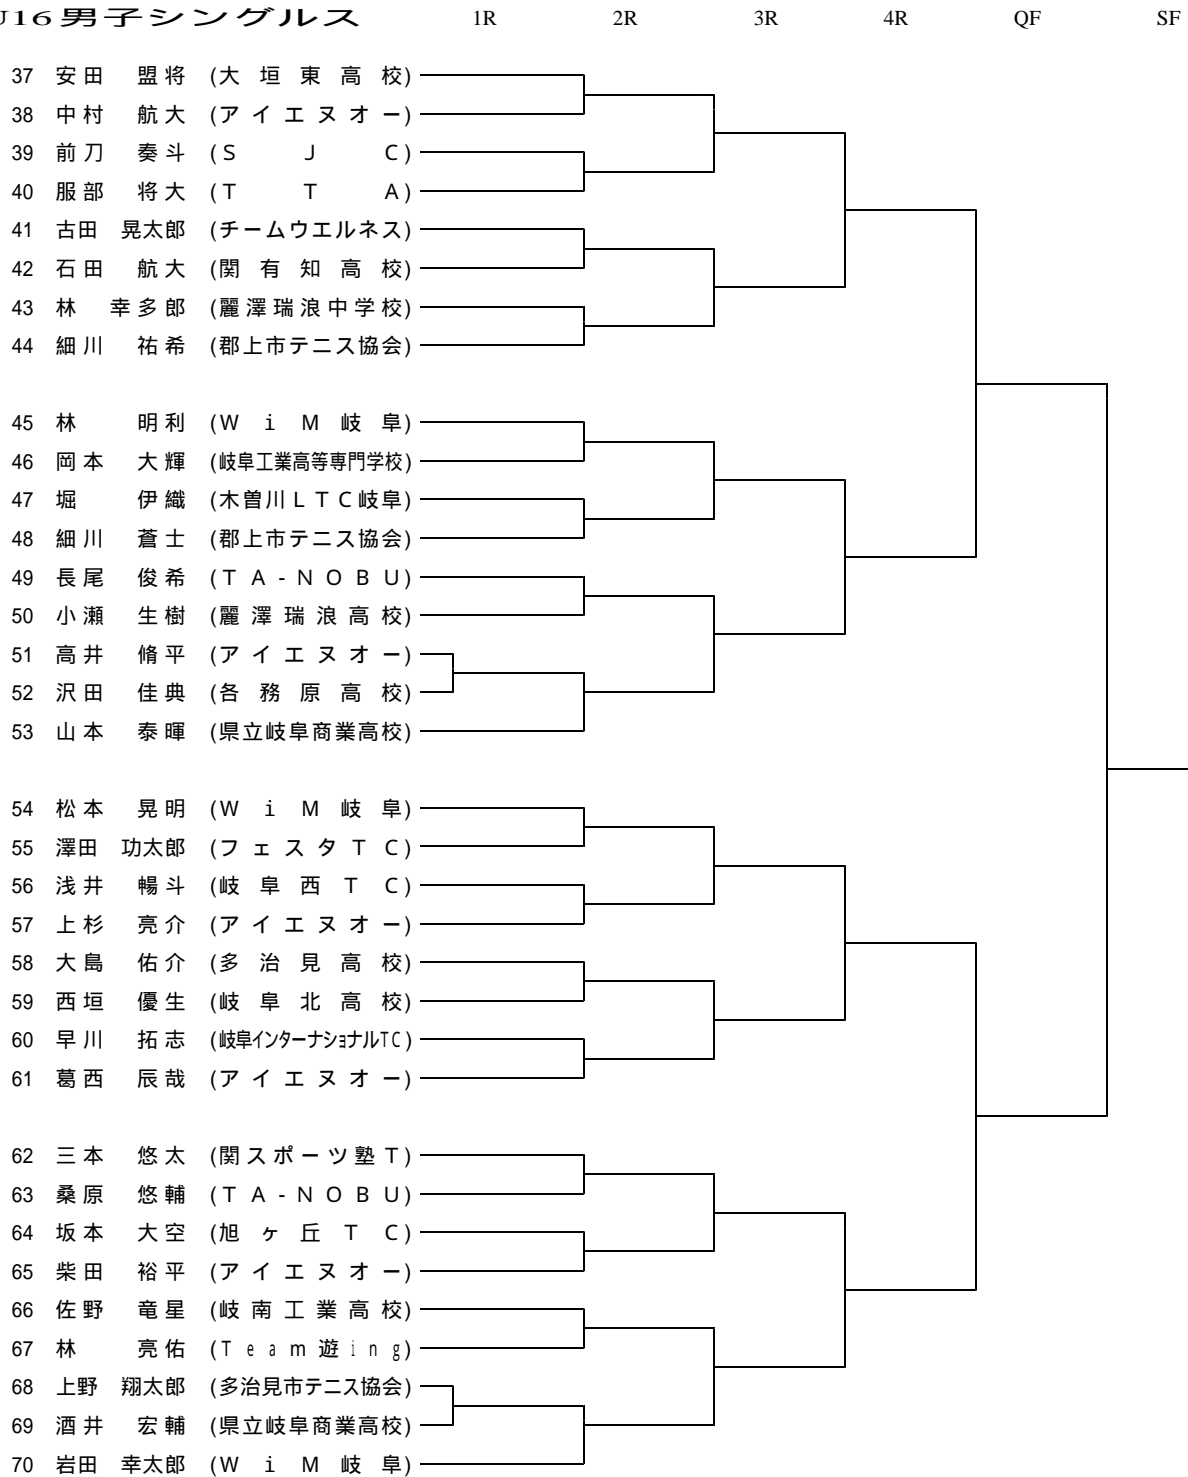 U16男子シングルス 1R 2R 3R 4R QF SF
37 安田 盟将 (大垣東高校)
38 中村 航大 (アイエヌオー)
39 前刀 奏斗 (SJC)
40 服部 将大 (TTA)
41 古田 晃太郎 (チームウエルネス)
42 石田 航大 (関有知高校)
43 林 幸多郎 (麗澤瑞浪中学校)
44 細川 祐希 (郡上市テニス協会)
45 林 明利 (WiM岐阜)
46 岡本 大輝 (岐阜工業高等専門学校)
47 堀 伊織 (木曽川LTC岐阜)
48 細川 蒼士 (郡上市テニス協会)
49 長尾 俊希 (TA-NOBU)
50 小瀬 生樹 (麗澤瑞浪高校)
51 高井 脩平 (アイエヌオー)
52 沢田 佳典 (各務原高校)
53 山本 泰暉 (県立岐阜商業高校)
54 松本 晃明 (WiM岐阜)
55 澤田 功太郎 (フェスタTC)
56 浅井 暢斗 (岐阜西TC)
57 上杉 亮介 (アイエヌオー)
58 大島 佑介 (多治見高校)
59 西垣 優生 (岐阜北高校)
60 早川 拓志 (岐阜インターナショナルTC)
61 葛西 辰哉 (アイエヌオー)
62 三本 悠太 (関スポーツ塾T)
63 桑原 悠輔 (TA-NOBU)
64 坂本 大空 (旭ヶ丘TC)
65 柴田 裕平 (アイエヌオー)
66 佐野 竜星 (岐南工業高校)
67 林 亮佑 (Team遊ing)
68 上野 翔太郎 (多治見市テニス協会)
69 酒井 宏輔 (県立岐阜商業高校)
70 岩田 幸太郎 (WiM岐阜)